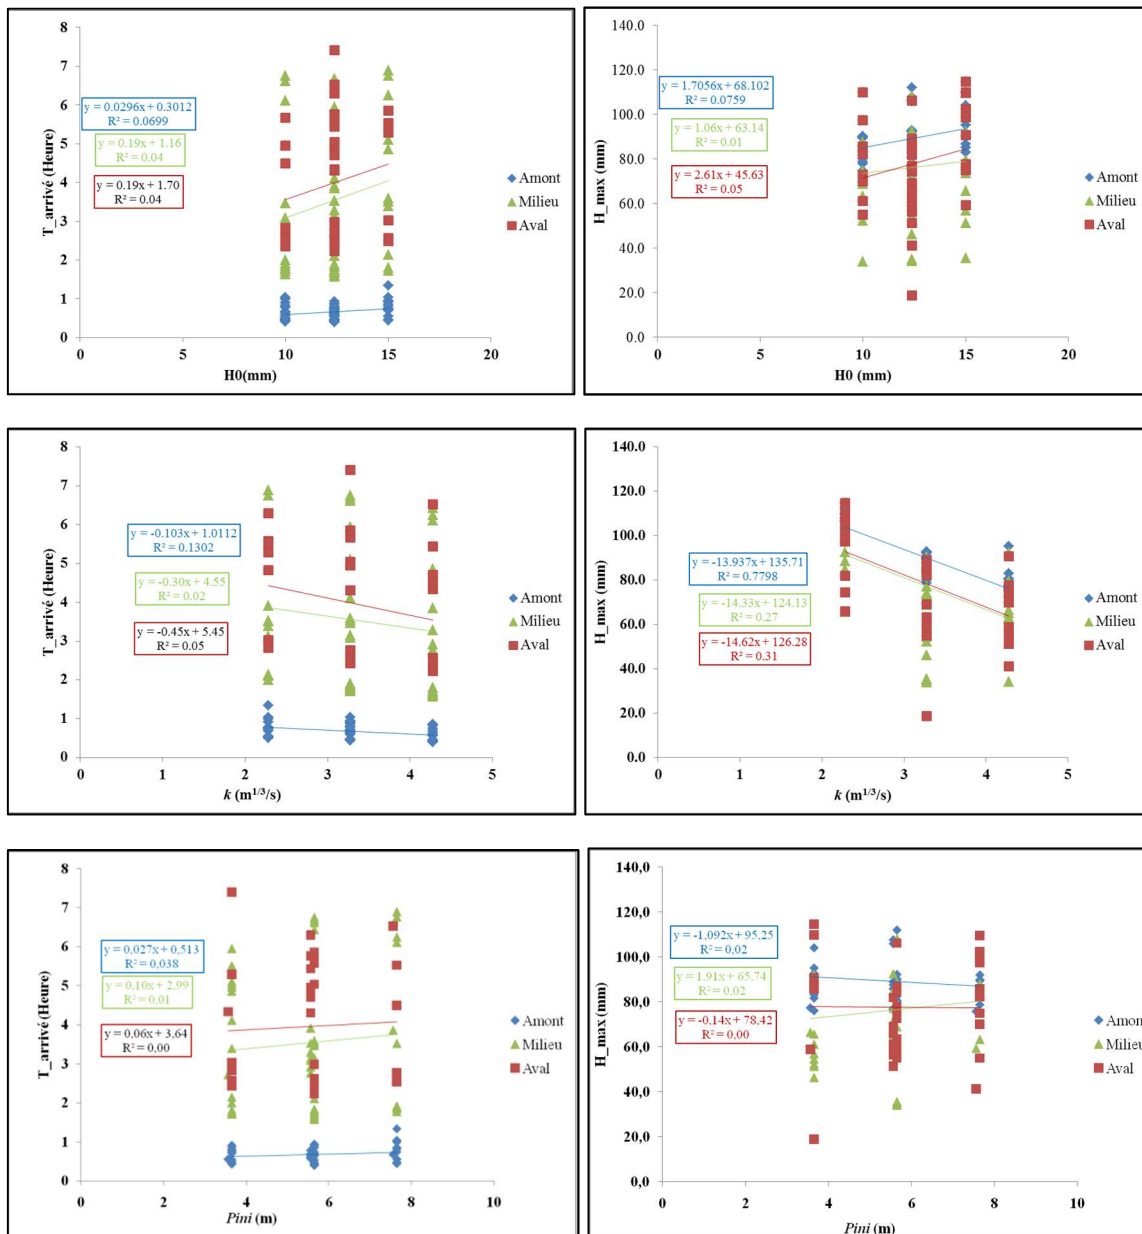 8
7
6
5
4
3
2
1
0
T_arrivé (Heure)
y = 0.0296x + 0.3012
R² = 0.0699
y = 0.19x + 1.16
R² = 0.04
y = 0.19x + 1.70
R² = 0.04
Amont
Milieu
Aval
0 5 10 15 20
H0(mm)
140.0
120.0
100.0
80.0
60.0
40.0
20.0
0.0
H_max (mm)
y = 1.7056x + 68.102
R² = 0.0759
y = 1.06x + 63.14
R² = 0.01
y = 2.61x + 45.63
R² = 0.05
Amont
Milieu
Aval
0 5 10 15 20
H0 (mm)
8
7
6
5
4
3
2
1
0
T_arrivé (Heure)
y = -0.103x + 1.0112
R² = 0.1302
y = -0.30x + 4.55
R² = 0.02
y = -0.45x + 5.45
R² = 0.05
Amont
Milieu
Aval
0 1 2 3 4 5
k (m¹ᐟ³/s)
140.0
120.0
100.0
80.0
60.0
40.0
20.0
0.0
H_max (mm)
y = -13.937x + 135.71
R² = 0.7798
y = -14.33x + 124.13
R² = 0.27
y = -14.62x + 126.28
R² = 0.31
Amont
Milieu
Aval
0 1 2 3 4 5
k (m¹ᐟ³/s)
8
7
6
5
4
3
2
1
0
T_arrivé (Heure)
y = 0,027x + 0,513
R² = 0,038
y = 0,10x + 2,99
R² = 0,01
y = 0,06x + 3,64
R² = 0,00
Amont
Milieu
Aval
0 2 4 6 8 10
Pini (m)
140,0
120,0
100,0
80,0
60,0
40,0
20,0
0,0
H_max (mm)
y = -1,092x + 95,25
R² = 0,02
y = 1,91x + 65,74
R² = 0,02
y = -0,14x + 78,42
R² = 0,00
Amont
Milieu
Aval
0 2 4 6 8 10
Pini (m)